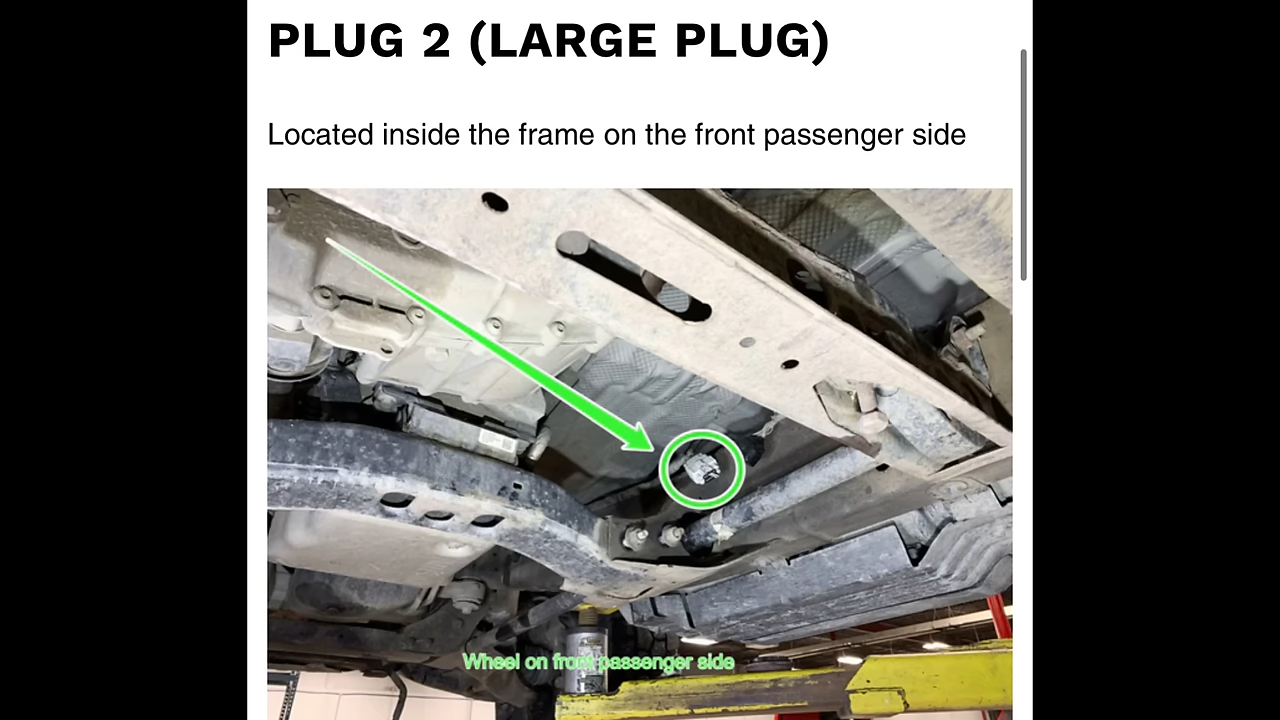 PLUG 2 (LARGE PLUG)
Located inside the frame on the front passenger side
Wheel on front passenger side